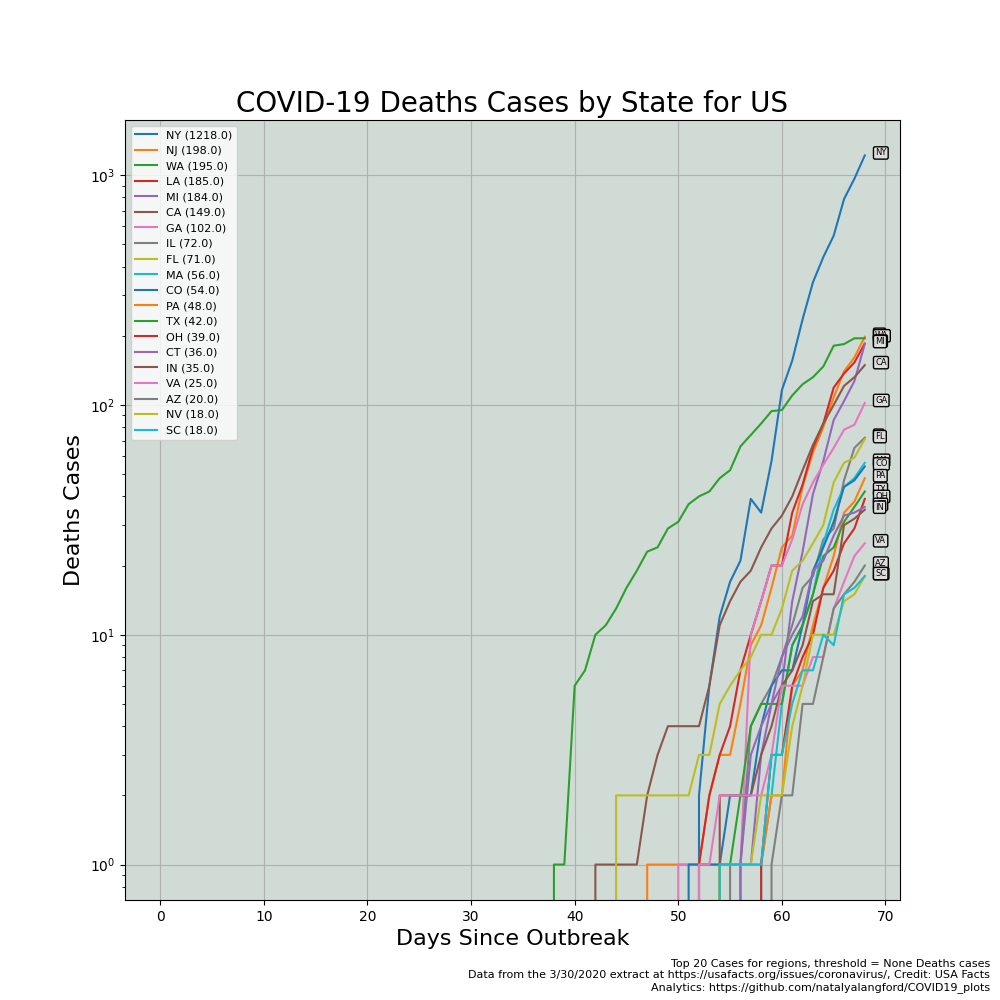 COVID-19 Deaths Cases by State for US
NY (1218.0)
NJ (198.0)
WA (195.0)
LA (185.0)
MI (184.0)
CA (149.0)
GA (102.0)
IL (72.0)
FL (71.0)
MA (56.0)
CO (54.0)
PA (48.0)
TX (42.0)
OH (39.0)
CT (36.0)
IN (35.0)
VA (25.0)
AZ (20.0)
NV (18.0)
SC (18.0)
NY
MI
CA
GA
FL
CO
PA
TX
OH
IN
VA
AZ
SC
Deaths Cases
10³
10²
10¹
10⁰
0 10 20 30 40 50 60 70
Days Since Outbreak
Top 20 Cases for regions, threshold = None Deaths cases
Data from the 3/30/2020 extract at https://usafacts.org/issues/coronavirus/, Credit: USA Facts
Analytics: https://github.com/natalyalangford/COVID19_plots